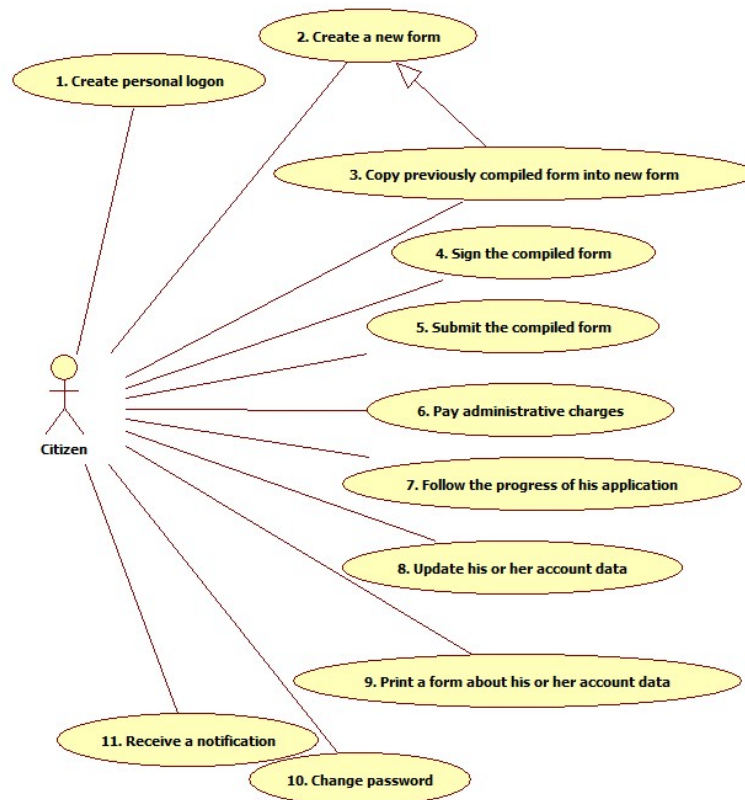 2. Create a new form
1. Create personal logon
3. Copy previously compiled form into new form
4. Sign the compiled form
5. Submit the compiled form
6. Pay administrative charges
Citizen
7. Follow the progress of his application
8. Update his or her account data
9. Print a form about his or her account data
11. Receive a notification
10. Change password